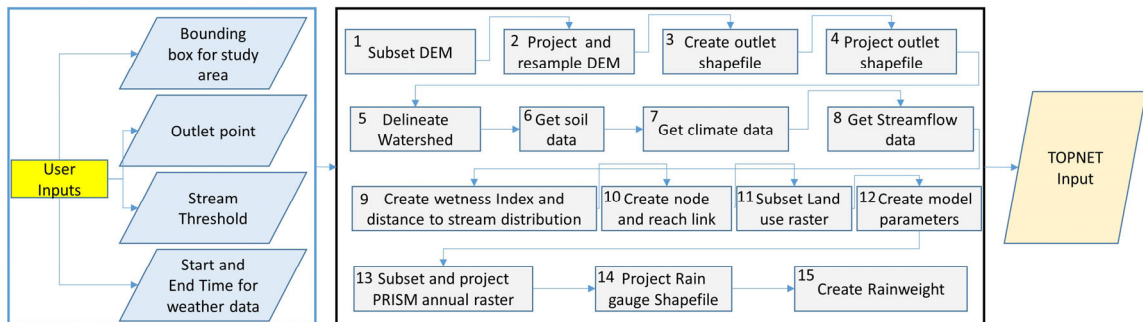 Bounding
box for study
area
Outlet point
User
Inputs
Stream
Threshold
Start and
End Time for
weather data
1 Subset DEM
2 Project and
resample DEM
3 Create outlet
shapefile
4 Project outlet
shapefile
5 Delineate
Watershed
6 Get soil
data
7 Get climate data
8 Get Streamflow
data
9 Create wetness Index and
distance to stream distribution
10 Create node
and reach link
11 Subset Land
use raster
12 Create model
parameters
13 Subset and project
PRISM annual raster
14 Project Rain
gauge Shapefile
15 Create Rainweight
TOPNET
Input